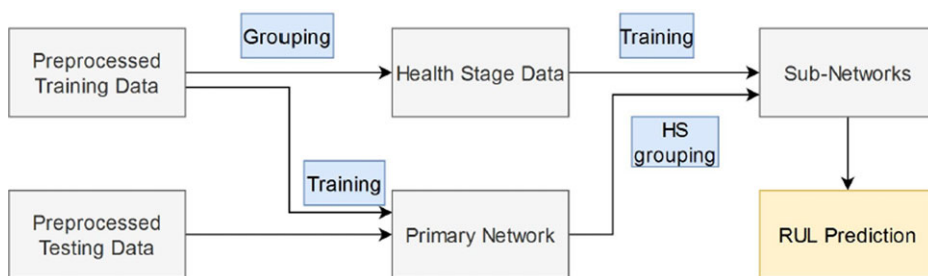 Grouping
Training
Preprocessed
Training Data
Health Stage Data
Sub-Networks
HS
grouping
Training
Preprocessed
Testing Data
Primary Network
RUL Prediction